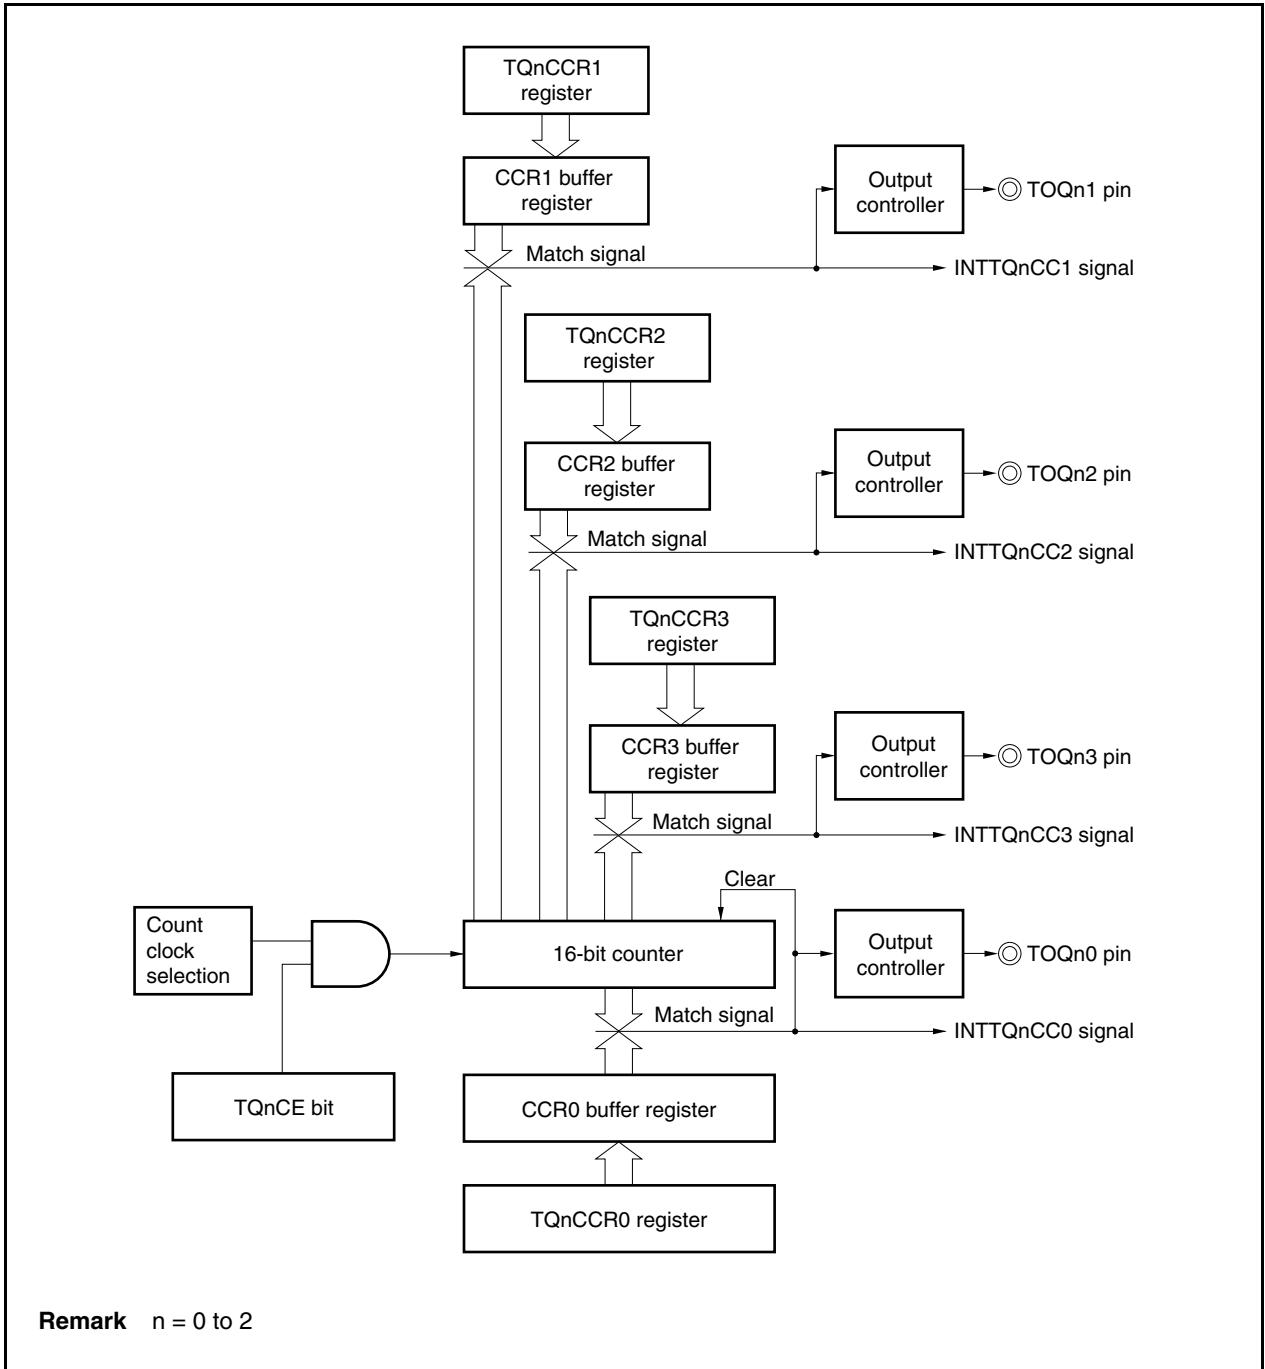 TQnCCR1
register
CCR1 buffer
register
Output
controller
TOQn1 pin
Match signal
INTTQnCC1 signal
TQnCCR2
register
CCR2 buffer
register
Output
controller
TOQn2 pin
Match signal
INTTQnCC2 signal
TQnCCR3
register
CCR3 buffer
register
Output
controller
TOQn3 pin
Match signal
INTTQnCC3 signal
Clear
Count
clock
selection
16-bit counter
Output
controller
TOQn0 pin
Match signal
INTTQnCC0 signal
TQnCE bit
CCR0 buffer register
TQnCCR0 register
Remark n = 0 to 2